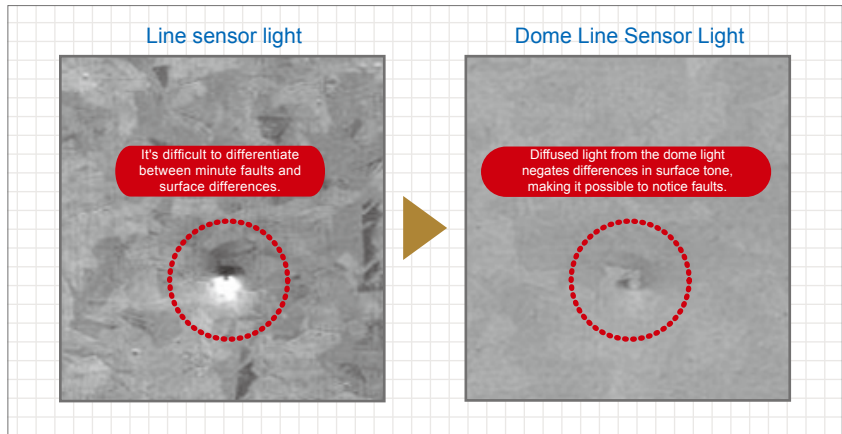 Line sensor light
It's difficult to differentiate
between minute faults and
surface differences.
Dome Line Sensor Light
Diffused light from the dome light
negates differences in surface tone,
making it possible to notice faults.